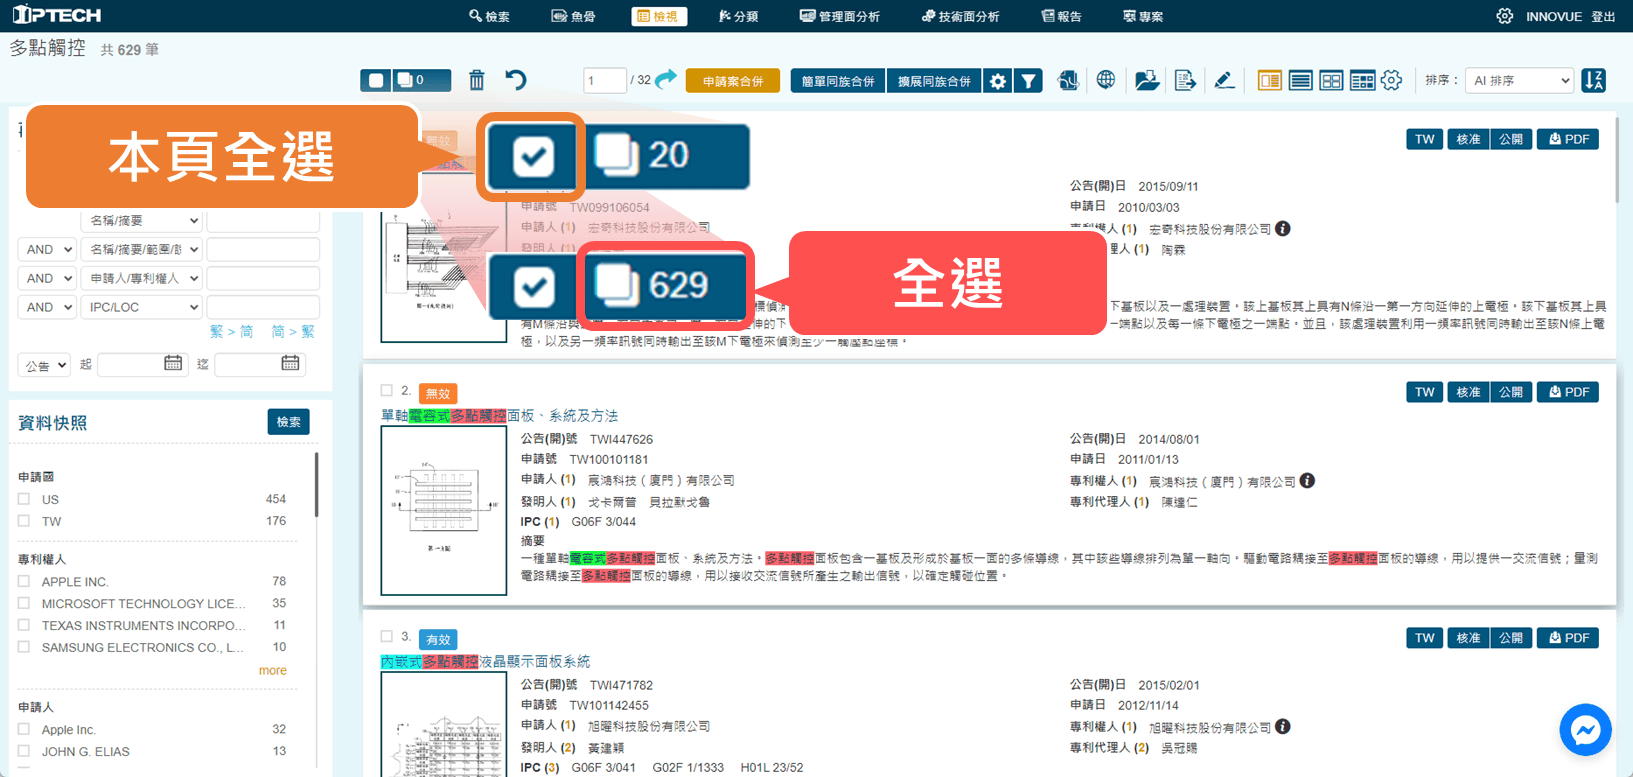 IPTECH
檢索
魚骨
檢視
分類
管理面分析
技術面分析
報告
專案
INNOVUE 登出
多點觸控 共 629 筆
0
1 / 32
申請案合併
簡單同族合併 擴展同族合併
排序: AI 排序
本頁全選
無效
20
TW 核准 公開 PDF
公告(開)日 2015/09/11
申請號 TW099106054
申請日 2010/03/03
申請人 (1) 宏奇科技股份有限公司
人 (1) 宏奇科技股份有限公司
發明人 (1)
理人 (1) 陶霖
629
全選
下基板以及一處理裝置。該上基板其上具有N條沿一第一方向延伸的上電極。該下基板其上具
有M條沿與
延伸的下
一端點以及每一條下電極之一端點。並且,該處理裝置利用一頻率訊號同時輸出至該N條上電
極,以及另一頻率訊號同時輸出至該M下電極來偵測至少一觸壓點座標。
名稱/摘要
AND 名稱/摘要/範圍/說
AND 申請人/專利權人
AND IPC/LOC
繁 > 简 简 > 繁
公告 起 迄
資料快照 檢索
申請國
US 454
TW 176
專利權人
APPLE INC. 78
MICROSOFT TECHNOLOGY LICE... 35
TEXAS INSTRUMENTS INCORPO... 11
SAMSUNG ELECTRONICS CO., L... 10
more
申請人
Apple Inc. 32
JOHN G. ELIAS 13
2. 無效
TW 核准 公開 PDF
單軸電容式多點觸控面板、系統及方法
公告(開)號 TWI447626
公告(開)日 2014/08/01
申請號 TW100101181
申請日 2011/01/13
申請人 (1) 宸鴻科技(廈門)有限公司
專利權人 (1) 宸鴻科技(廈門)有限公司
發明人 (1) 戈卡爾普 貝拉默戈魯
專利代理人 (1) 陳達仁
IPC (1) G06F 3/044
摘要
一種單軸電容式多點觸控面板、系統及方法。多點觸控面板包含一基板及形成於基板一面的多條導線,其中該些導線排列為單一軸向。驅動電路耦接至多點觸控面板的導線,用以提供一交流信號;量測
電路耦接至多點觸控面板的導線,用以接收交流信號所產生之輸出信號,以確定觸碰位置。
3. 有效
TW 核准 公開 PDF
內嵌式多點觸控液晶顯示面板系統
公告(開)號 TWI471782
公告(開)日 2015/02/01
申請號 TW101142455
申請日 2012/11/14
申請人 (1) 旭曜科技股份有限公司
專利權人 (1) 旭曜科技股份有限公司
發明人 (2) 黃建穎
專利代理人 (2) 吳冠賜
IPC (3) G06F 3/041 G02F 1/1333 H01L 23/52